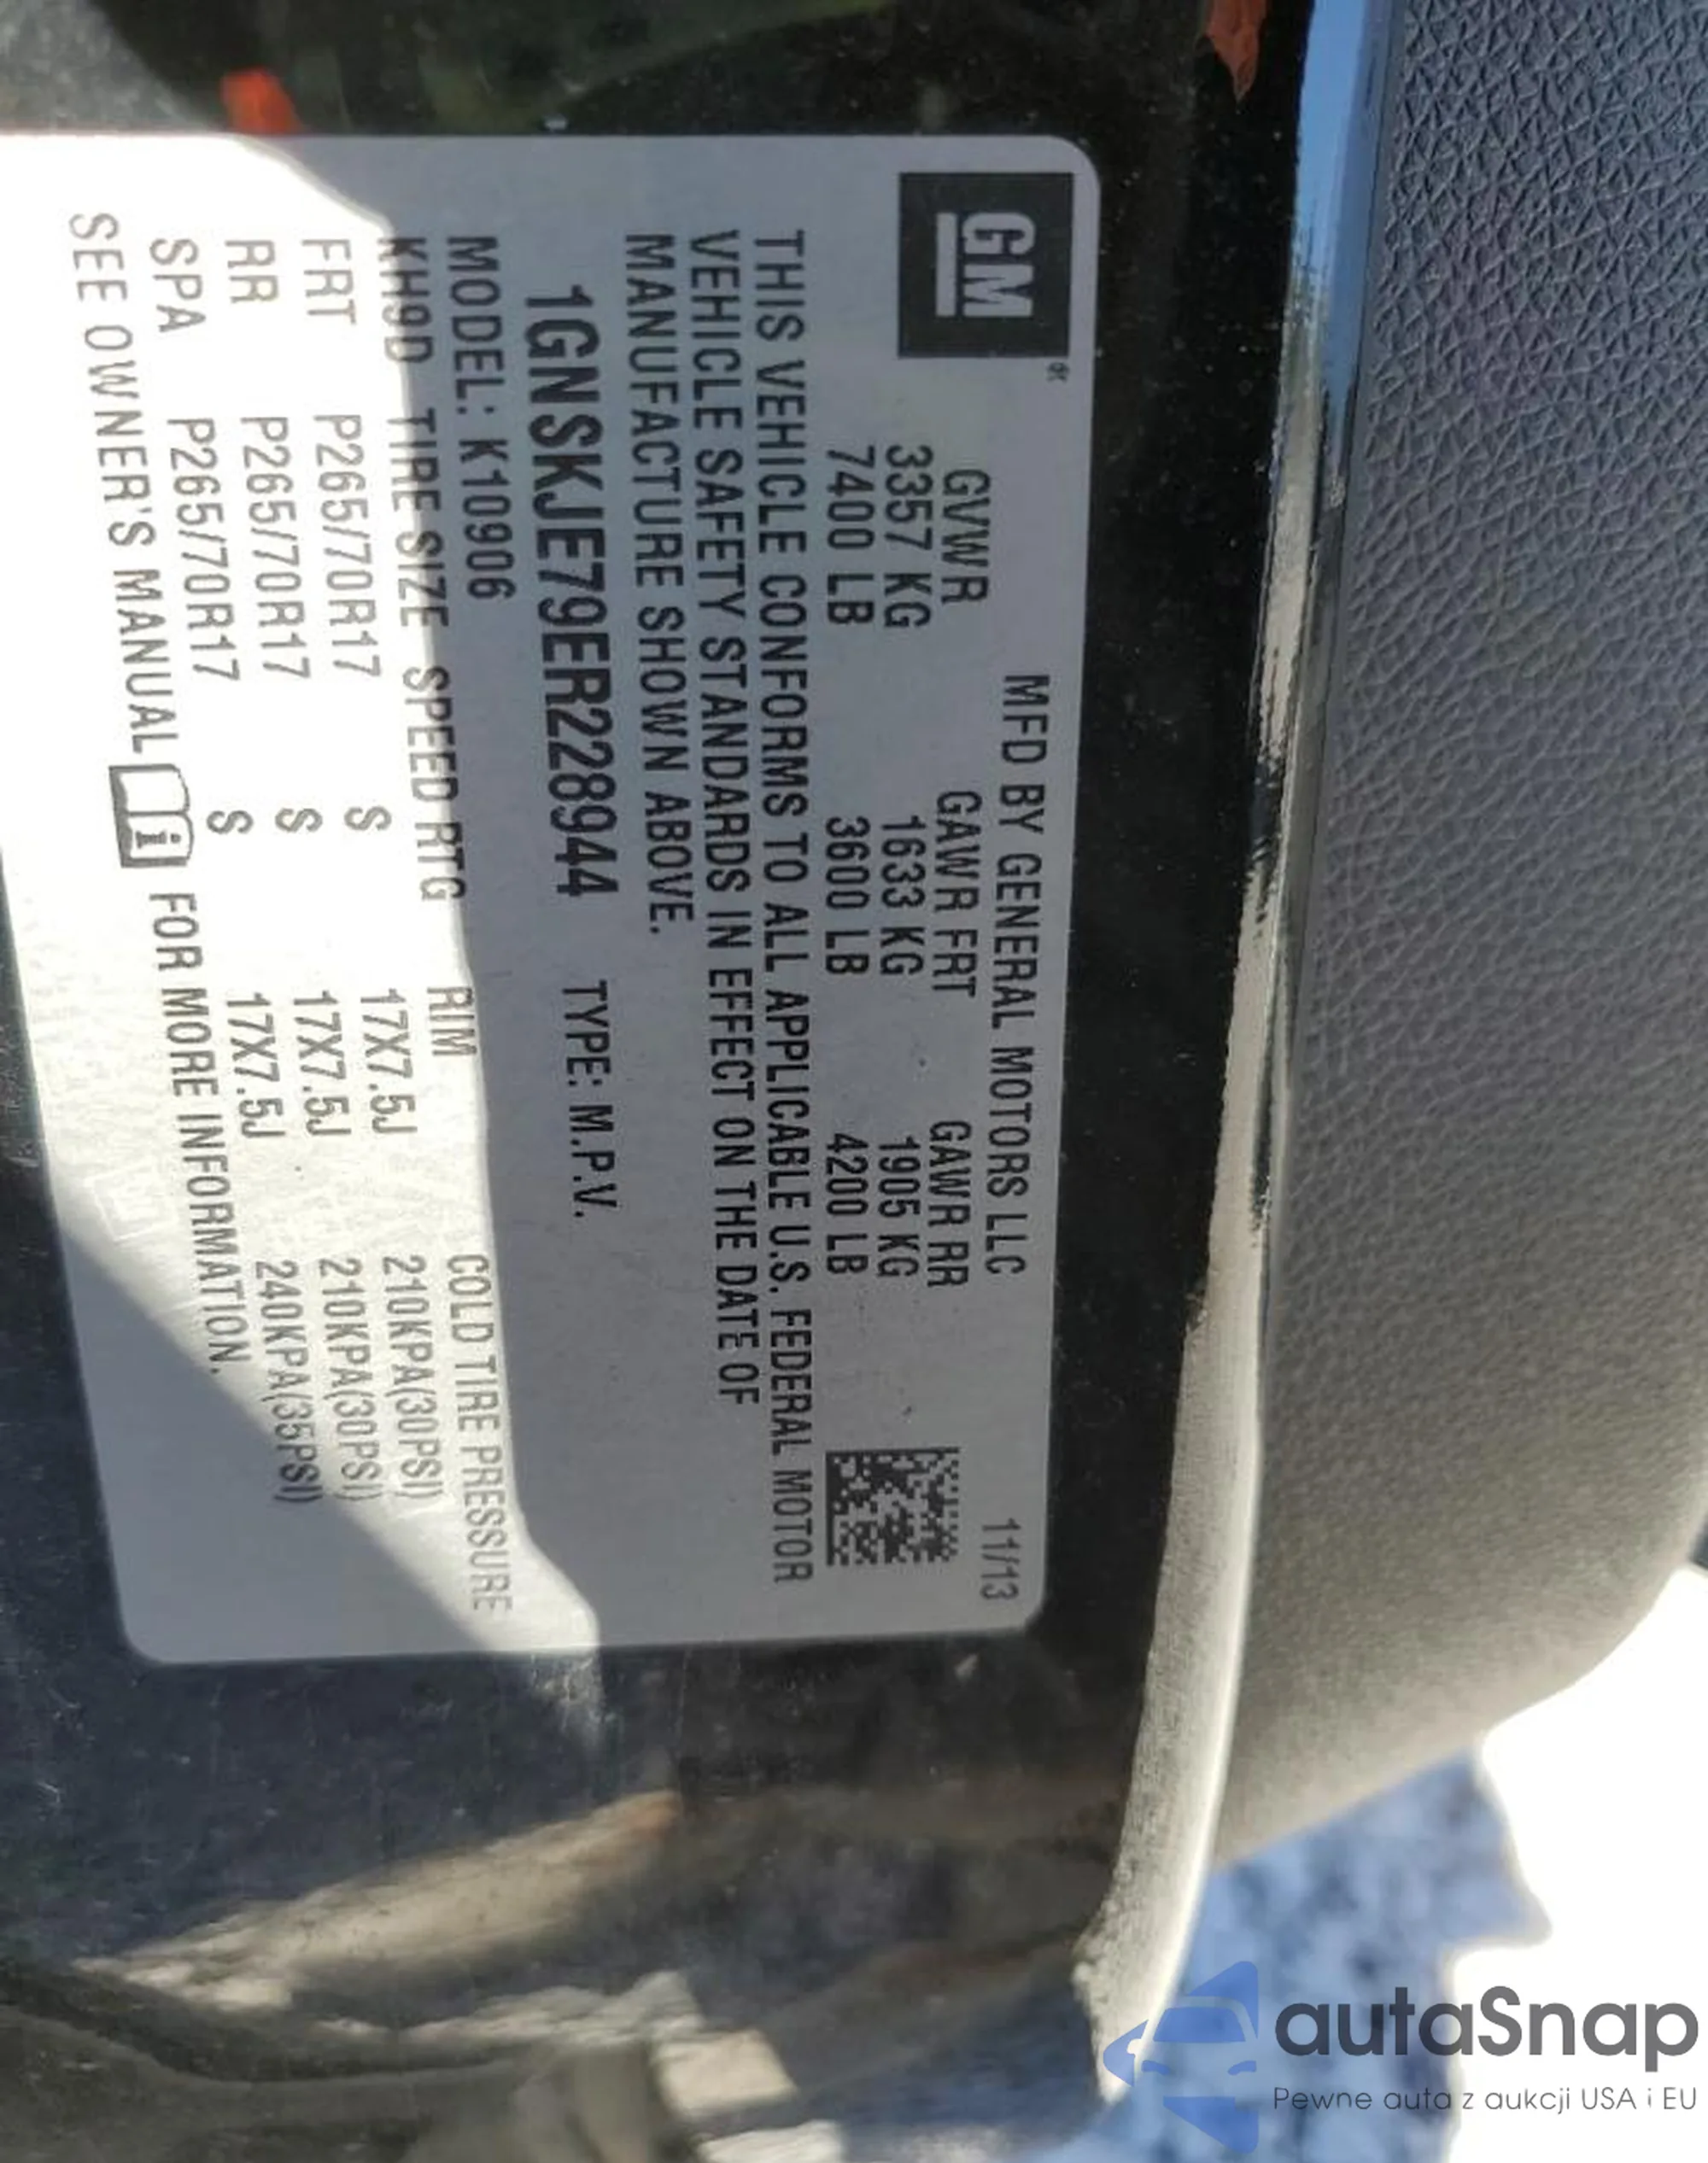 GM®
MFD BY GENERAL MOTORS LLC 11/13
GVWR GAWR FRT GAWR RR
3357 KG 1633 KG 1905 KG
7400 LB 3600 LB 4200 LB
THIS VEHICLE CONFORMS TO ALL APPLICABLE U.S. FEDERAL MOTOR
VEHICLE SAFETY STANDARDS IN EFFECT ON THE DATE OF
MANUFACTURE SHOWN ABOVE.
1GNSKJE79ER228944 TYPE: M.P.V.
MODEL: K10906
KH9D TIRE SIZE SPEED RTG RIM COLD TIRE PRESSURE
FRT P265/70R17 S 17X7.5J 210KPA(30PSI)
RR P265/70R17 S 17X7.5J 210KPA(30PSI)
SPA P265/70R17 S 17X7.5J 240KPA(35PSI)
SEE OWNER'S MANUAL FOR MORE INFORMATION.
autaSnap
Pewne auta z aukcji USA i EU